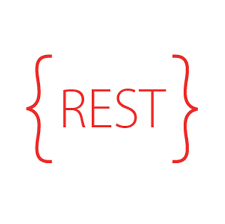 { REST }